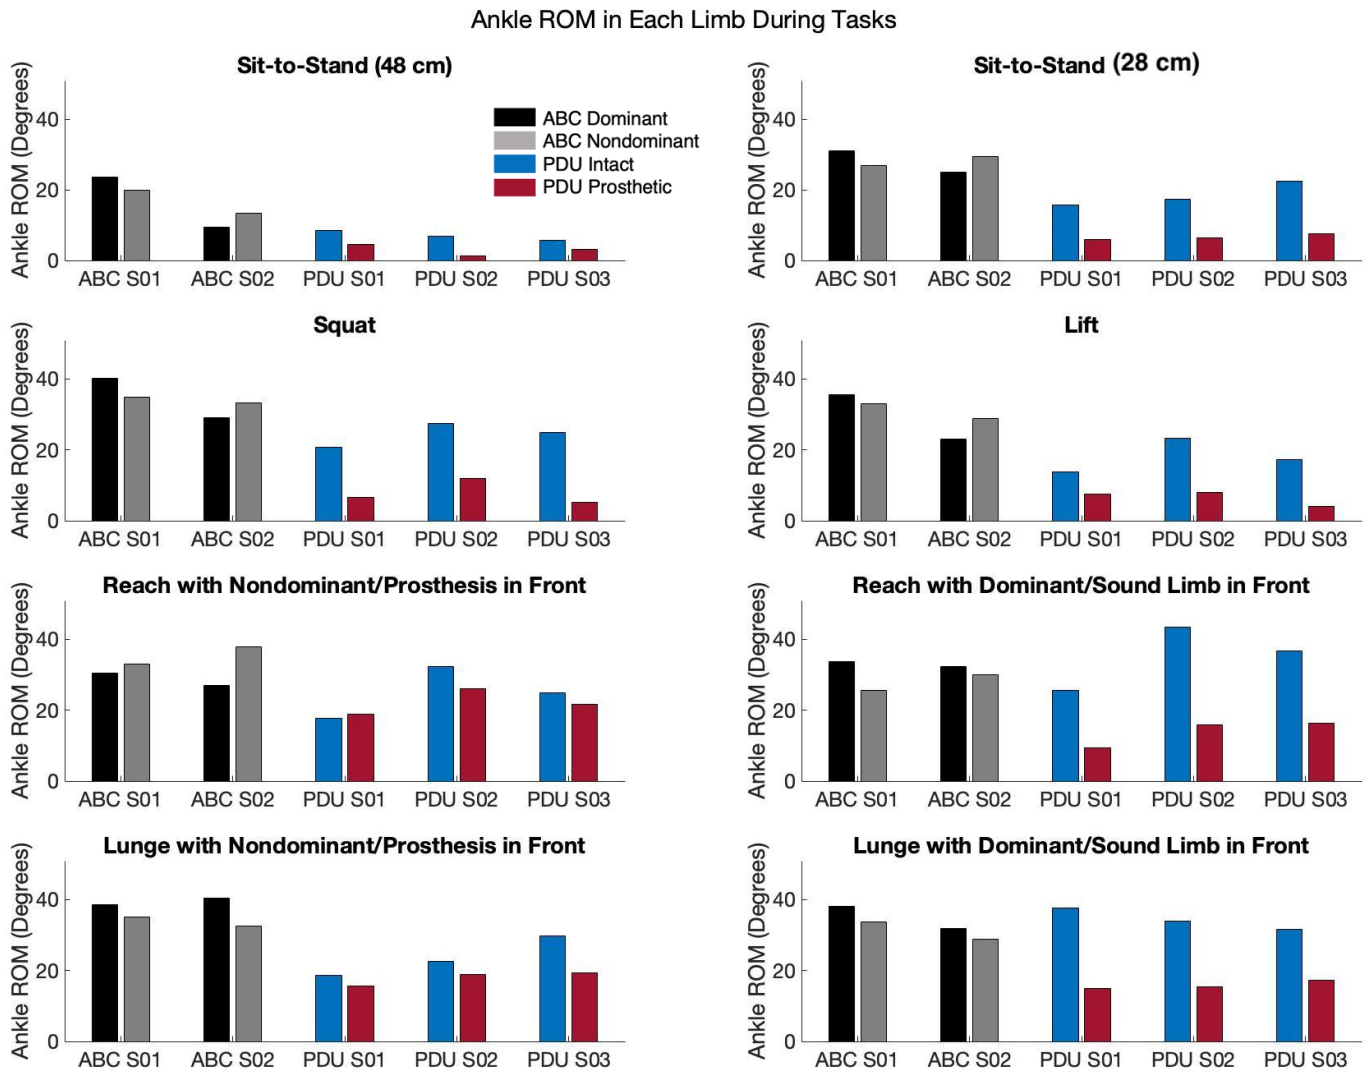 Ankle ROM in Each Limb During Tasks
Sit-to-Stand (48 cm)
Ankle ROM (Degrees)
40
20
0
ABC Dominant
ABC Nondominant
PDU Intact
PDU Prosthetic
ABC S01 ABC S02 PDU S01 PDU S02 PDU S03
Sit-to-Stand (28 cm)
Ankle ROM (Degrees)
40
20
0
ABC S01 ABC S02 PDU S01 PDU S02 PDU S03
Squat
Ankle ROM (Degrees)
40
20
0
ABC S01 ABC S02 PDU S01 PDU S02 PDU S03
Lift
Ankle ROM (Degrees)
40
20
0
ABC S01 ABC S02 PDU S01 PDU S02 PDU S03
Reach with Nondominant/Prosthesis in Front
Ankle ROM (Degrees)
40
20
0
ABC S01 ABC S02 PDU S01 PDU S02 PDU S03
Reach with Dominant/Sound Limb in Front
Ankle ROM (Degrees)
40
20
0
ABC S01 ABC S02 PDU S01 PDU S02 PDU S03
Lunge with Nondominant/Prosthesis in Front
Ankle ROM (Degrees)
40
20
0
ABC S01 ABC S02 PDU S01 PDU S02 PDU S03
Lunge with Dominant/Sound Limb in Front
Ankle ROM (Degrees)
40
20
0
ABC S01 ABC S02 PDU S01 PDU S02 PDU S03